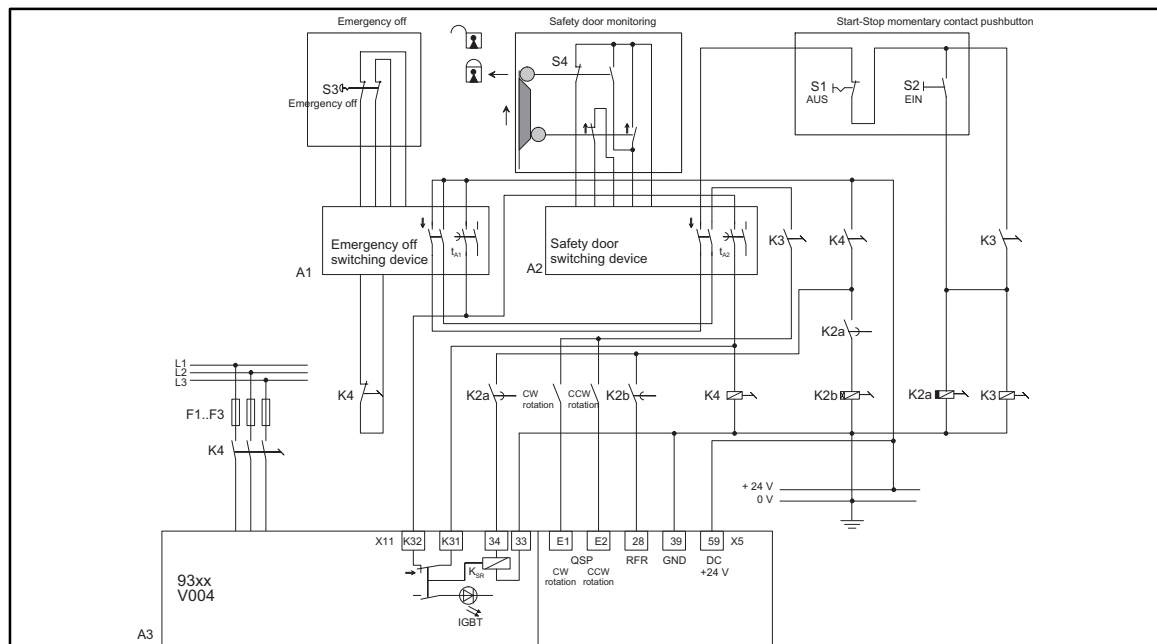 Emergency off
Safety door monitoring
Start-Stop momentary contact pushbutton
S3
Emergency off
S4
S1
AUS
S2
EIN
Emergency off
switching device
tA1
A1
Safety door
switching device
tA2
A2
K3
K4
K3
K2a
L1
L2
L3
F1..F3
K4
K4
K2a
CW
rotation
CCW
rotation
K2b
K4
K2b
K2a
K3
+ 24 V
0 V
X11
K32
K31
34
33
E1
E2
28
39
59
X5
QSP
RFR
GND
DC
+24 V
CW
rotation
CCW
rotation
KSR
IGBT
93xx
V004
A3